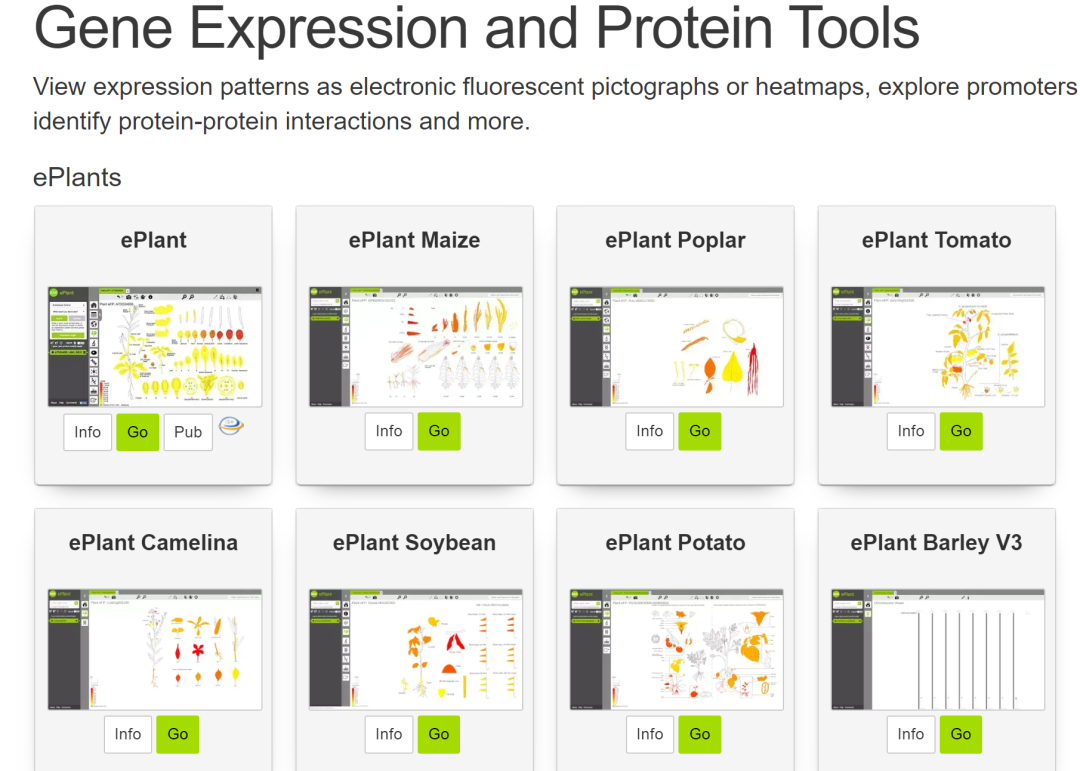 Gene Expression and Protein Tools
View expression patterns as electronic fluorescent pictographs or heatmaps, explore promoters
identify protein-protein interactions and more.
ePlants
ePlant
ePlant Maize
ePlant Poplar
ePlant Tomato
Info Go Pub
Info Go
Info Go
Info Go
ePlant Camelina
ePlant Soybean
ePlant Potato
ePlant Barley V3
Info Go
Info Go
Info Go
Info Go